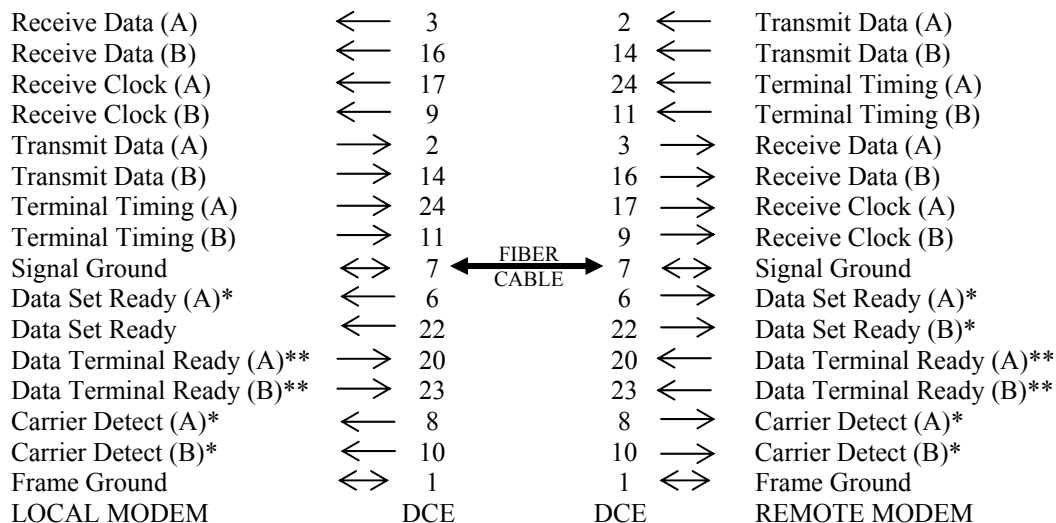 Receive Data (A) 3 2 Transmit Data (A)
Receive Data (B) 16 14 Transmit Data (B)
Receive Clock (A) 17 24 Terminal Timing (A)
Receive Clock (B) 9 11 Terminal Timing (B)
Transmit Data (A) 2 3 Receive Data (A)
Transmit Data (B) 14 16 Receive Data (B)
Terminal Timing (A) 24 17 Receive Clock (A)
Terminal Timing (B) 11 9 Receive Clock (B)
FIBER
Signal Ground 7 7 Signal Ground
CABLE
Data Set Ready (A)* 6 6 Data Set Ready (A)*
Data Set Ready 22 22 Data Set Ready (B)*
Data Terminal Ready (A)** 20 20 Data Terminal Ready (A)**
Data Terminal Ready (B)** 23 23 Data Terminal Ready (B)**
Carrier Detect (A)* 8 8 Carrier Detect (A)*
Carrier Detect (B)* 10 10 Carrier Detect (B)*
Frame Ground 1 1 Frame Ground
LOCAL MODEM DCE DCE REMOTE MODEM